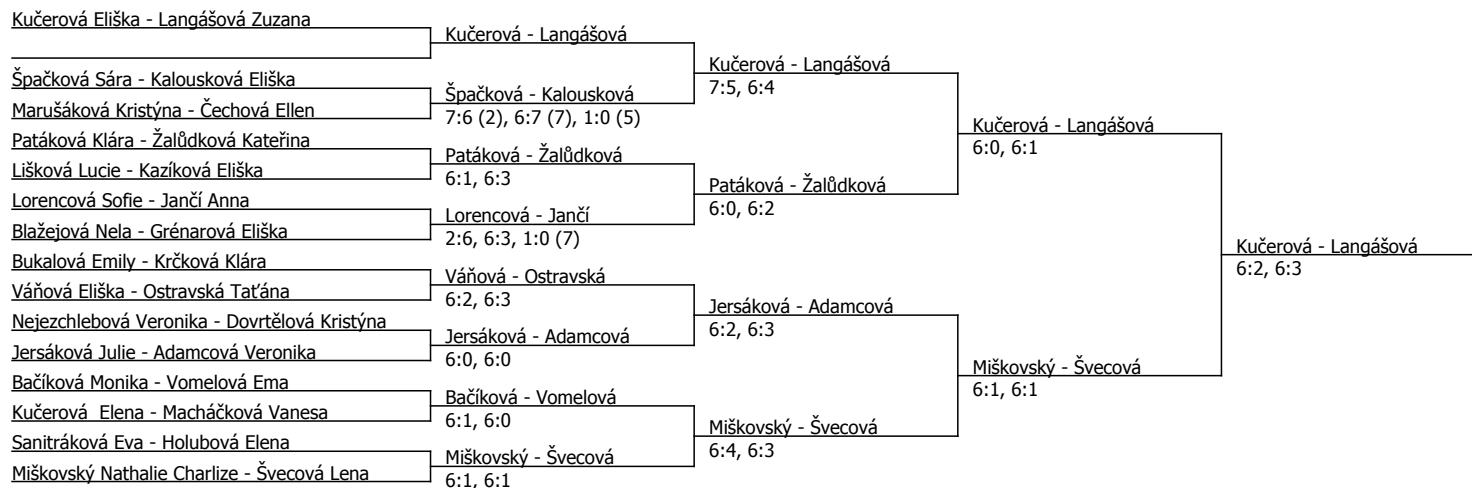 Kučerová Eliška - Langášová Zuzana
Špačková Sára - Kalousková Eliška
Marušáková Kristýna - Čechová Ellen
Patáková Klára - Žalůdková Kateřina
Lišková Lucie - Kazíková Eliška
Lorencová Sofie - Jančí Anna
Blažejová Nela - Grénarová Eliška
Bukalová Emily - Krčková Klára
Váňová Eliška - Ostravská Taťána
Nejezchlebová Veronika - Dovrtělová Kristýna
Jersáková Julie - Adamcová Veronika
Bačíková Monika - Vomelová Ema
Kučerová  Elena - Macháčková Vanesa
Sanitráková Eva - Holubová Elena
Miškovský Nathalie Charlize - Švecová Lena
Kučerová - Langášová
Špačková - Kalousková
7:6 (2), 6:7 (7), 1:0 (5)
Patáková - Žalůdková
6:1, 6:3
Lorencová - Jančí
2:6, 6:3, 1:0 (7)
Váňová - Ostravská
6:2, 6:3
Jersáková - Adamcová
6:0, 6:0
Bačíková - Vomelová
6:1, 6:0
Miškovský - Švecová
6:1, 6:1
Kučerová - Langášová
7:5, 6:4
Patáková - Žalůdková
6:0, 6:2
Jersáková - Adamcová
6:2, 6:3
Miškovský - Švecová
6:4, 6:3
Kučerová - Langášová
6:0, 6:1
Miškovský - Švecová
6:1, 6:1
Kučerová - Langášová
6:2, 6:3